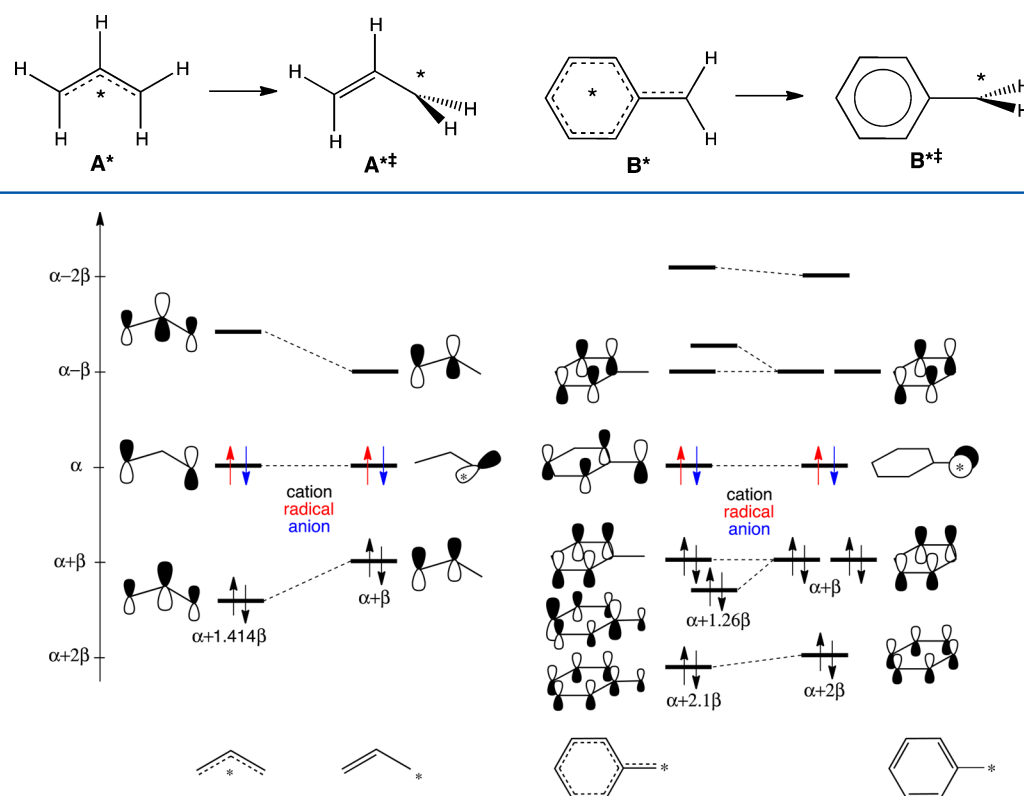 H H H H
H H
H H
* * * *
H H
H H H H
H
A* A*‡ B* B*‡
α−2β
α−β
α
cation
radical
anion
cation
radical
anion
* *
α+β
α+β
α+β
α+1.26β
α+1.414β
α+2β
α+2.1β
α+2β
* * * *